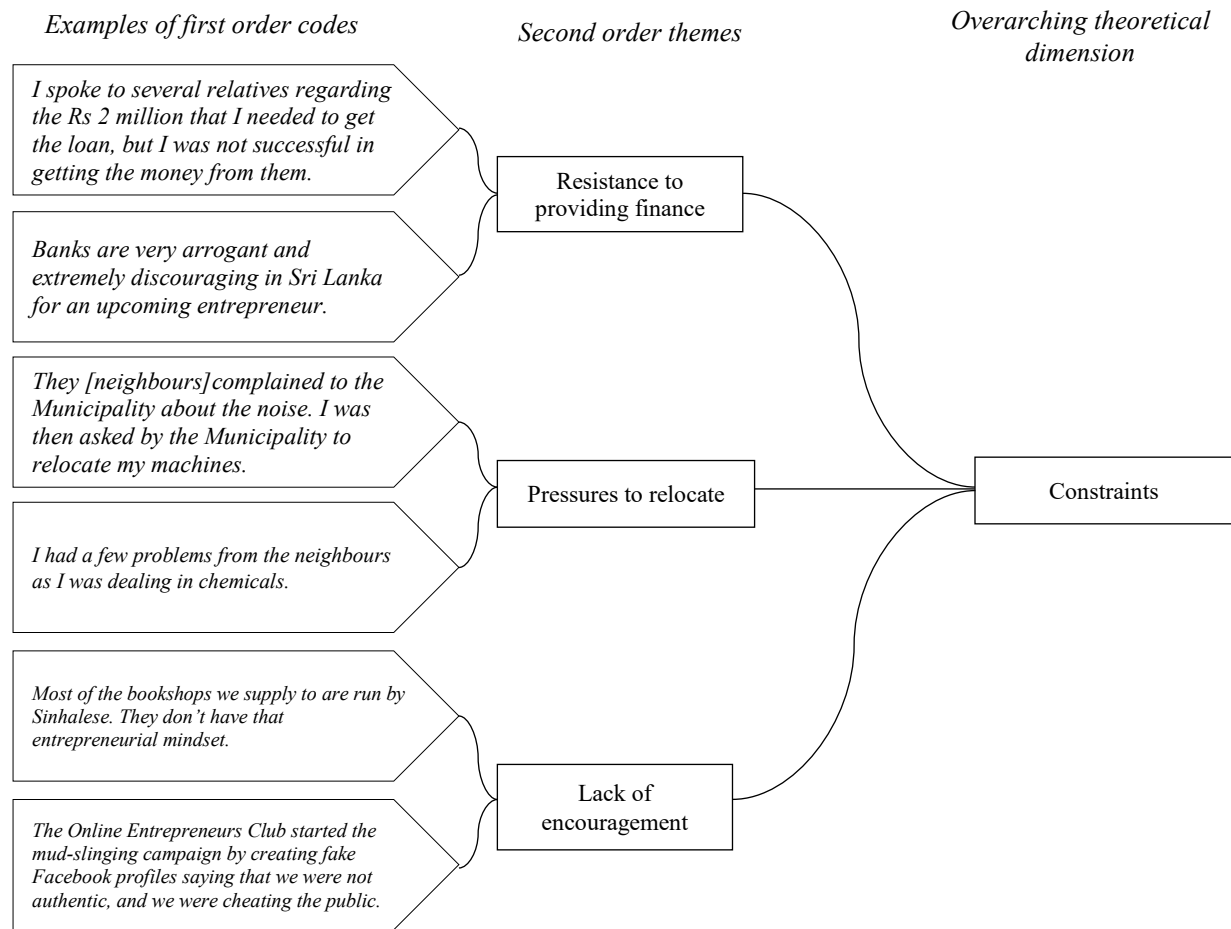 Examples of first order codes
Second order themes
Overarching theoretical
dimension
I spoke to several relatives regarding
the Rs 2 million that I needed to get
the loan, but I was not successful in
getting the money from them.
Resistance to
providing finance
Banks are very arrogant and
extremely discouraging in Sri Lanka
for an upcoming entrepreneur.
They [neighbours]complained to the
Municipality about the noise. I was
then asked by the Municipality to
relocate my machines.
Pressures to relocate
Constraints
I had a few problems from the neighbours
as I was dealing in chemicals.
Most of the bookshops we supply to are run by
Sinhalese. They don’t have that
entrepreneurial mindset.
Lack of
encouragement
The Online Entrepreneurs Club started the
mud-slinging campaign by creating fake
Facebook profiles saying that we were not
authentic, and we were cheating the public.